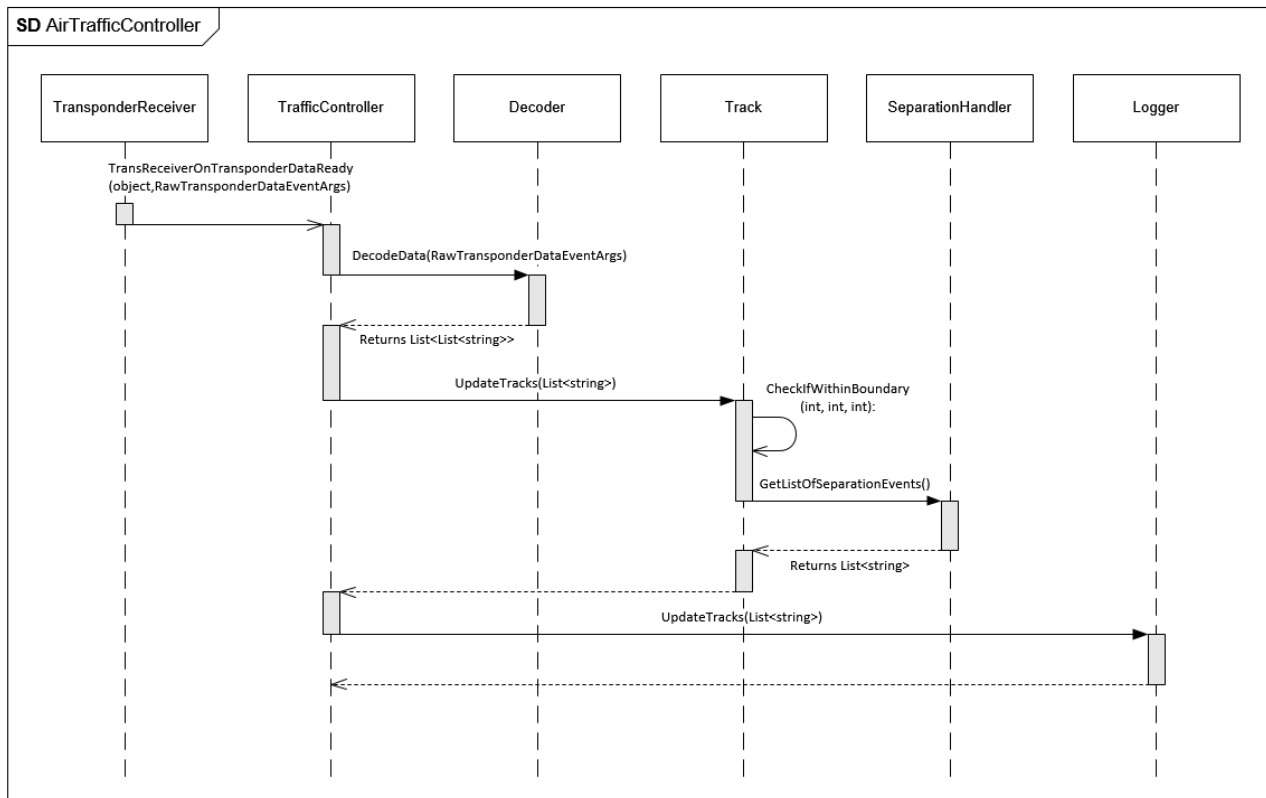 SD AirTrafficController
TransponderReceiver
TrafficController
Decoder
Track
SeparationHandler
Logger
TransReceiverOnTransponderDataReady
(object,RawTransponderDataEventArgs)
DecodeData(RawTransponderDataEventArgs)
Returns List<List<string>>
UpdateTracks(List<string>)
CheckIfWithinBoundary
(int, int, int):
GetListOfSeparationEvents()
Returns List<string>
UpdateTracks(List<string>)